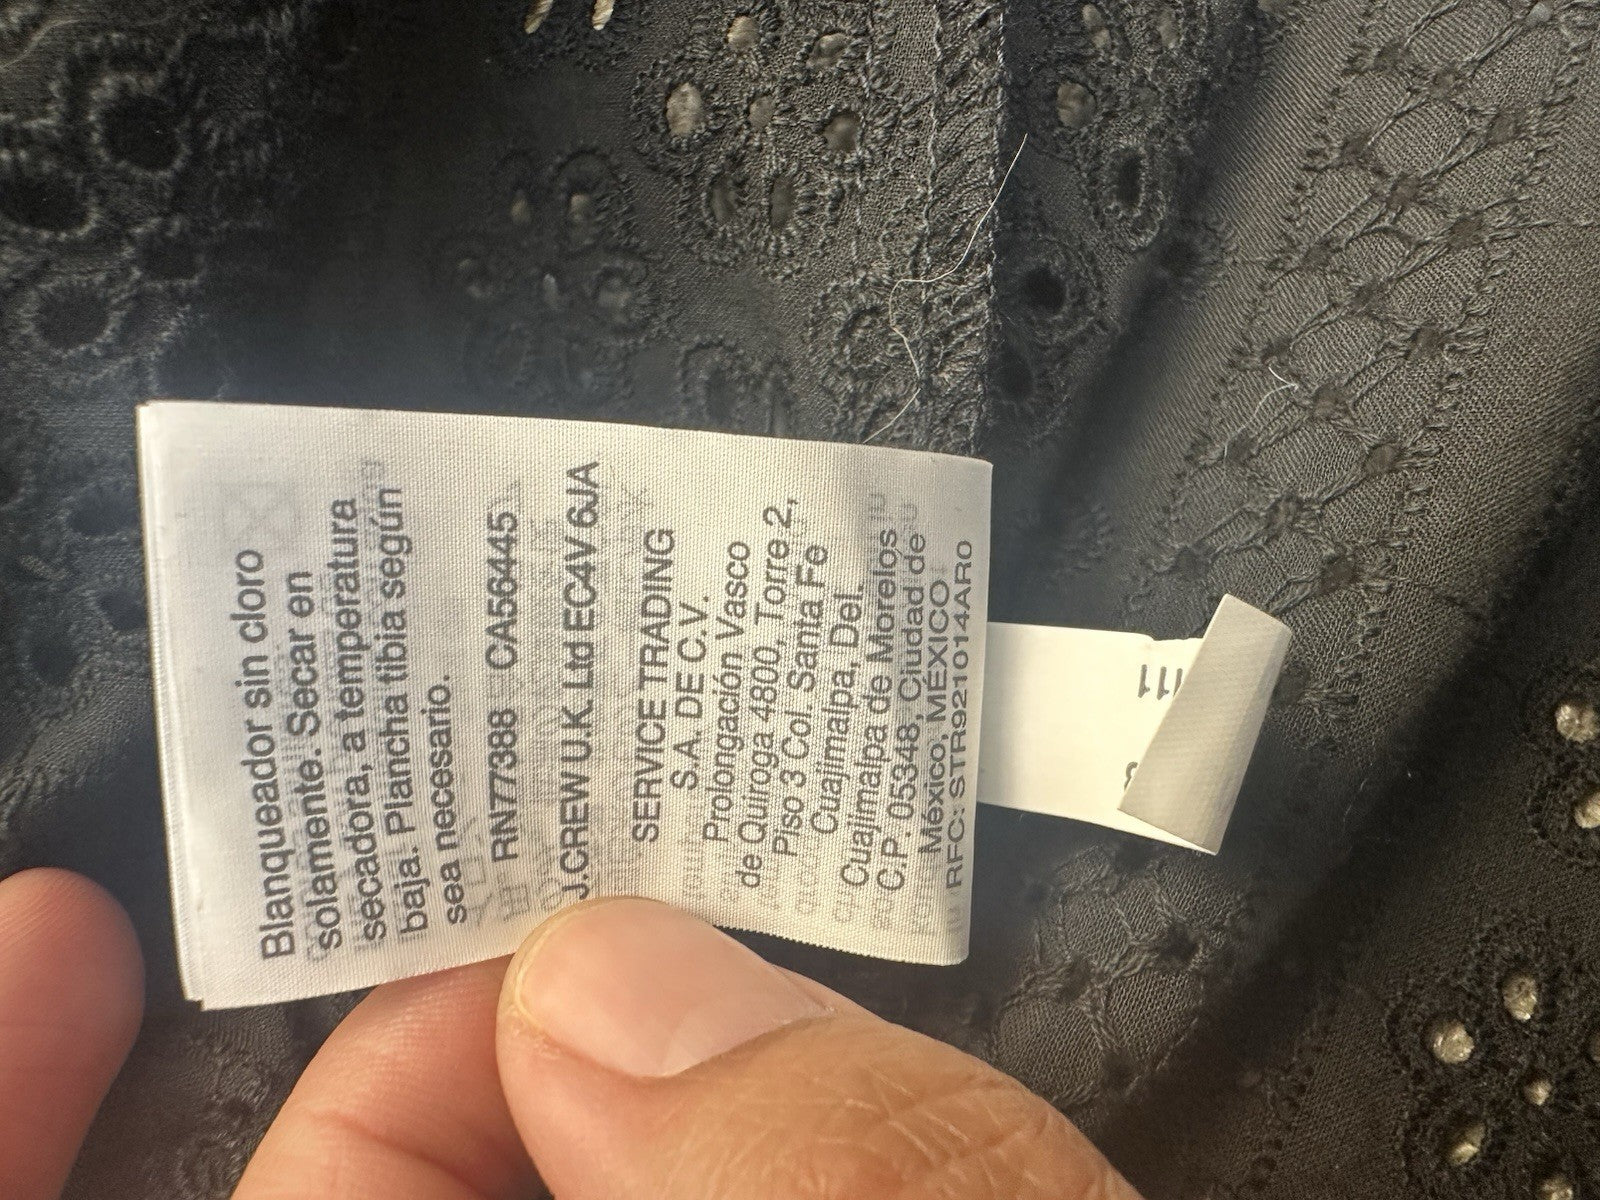 Blanqueador sin cloro
solamente. Secar en
secadora, a temperatura
baja. Plancha tibia según
sea necesario.
RN77388 CA56445
J.CREW U.K. Ltd EC4V 6JA
SERVICE TRADING
S.A. DE C.V.
Prolongación Vasco
de Quiroga 4800, Torre 2,
Piso 3 Col. Santa Fe
Cuajimalpa, Del.
Cuajimalpa de Morelos
C.P. 05348, Ciudad de
México, MEXICO
RFC: STR921014AR0